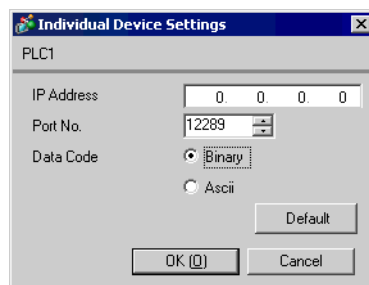 Individual Device Settings
PLC1
IP Address 0. 0. 0. 0
Port No. 12289
Data Code Binary
Ascii
Default
OK (O) Cancel